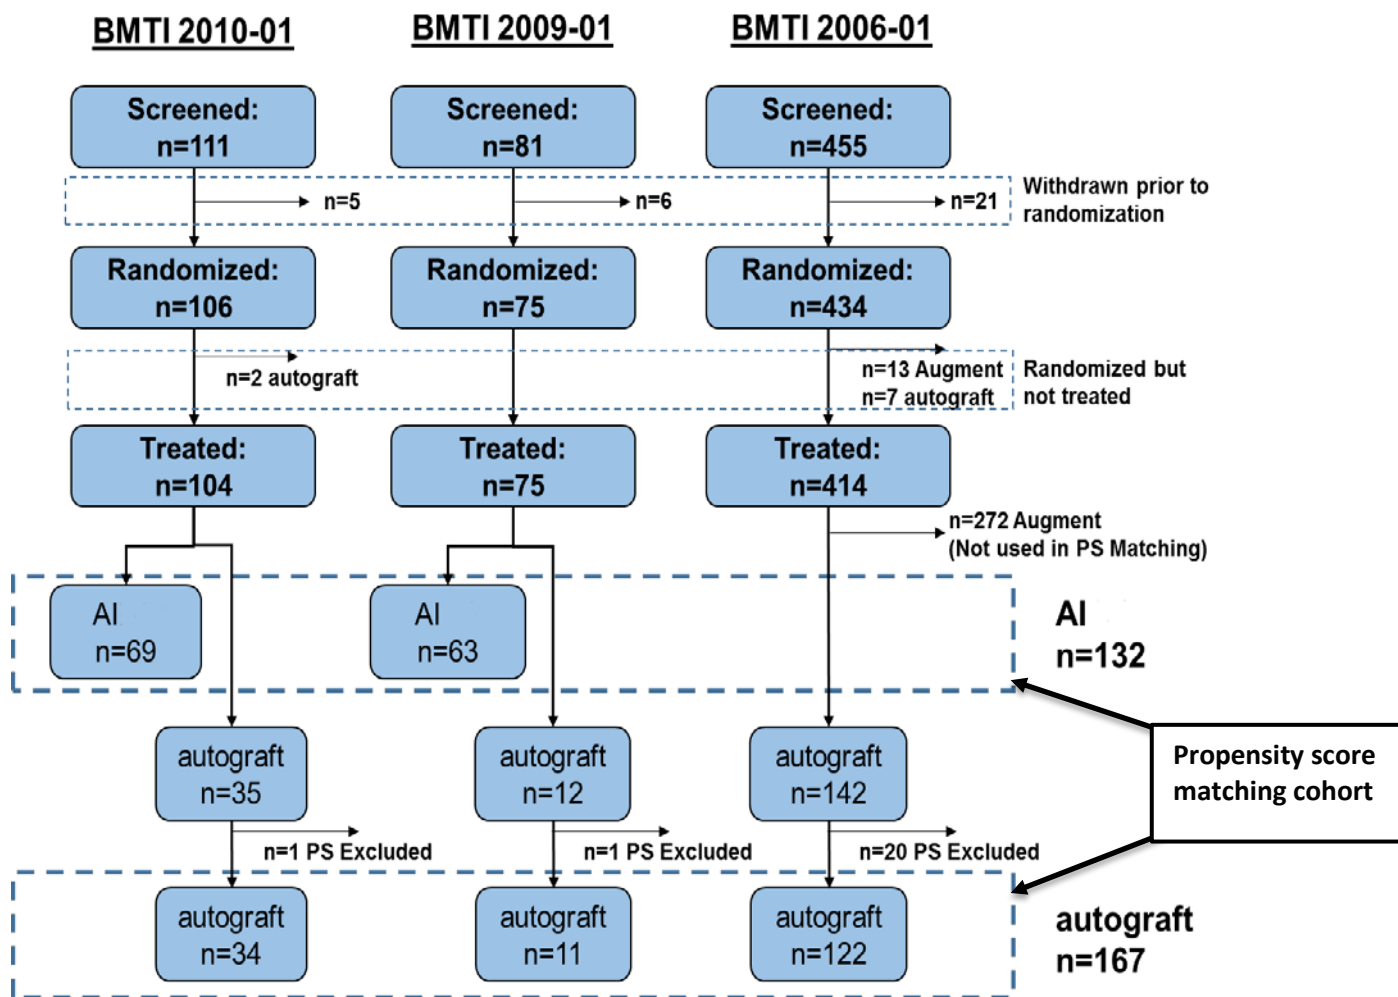 BMTI 2010-01
BMTI 2009-01
BMTI 2006-01
Screened:
n=111
Screened:
n=81
Screened:
n=455
n=5
n=6
n=21
Withdrawn prior to
randomization
Randomized:
n=106
Randomized:
n=75
Randomized:
n=434
n=2 autograft
n=13 Augment
n=7 autograft
Randomized but
not treated
Treated:
n=104
Treated:
n=75
Treated:
n=414
n=272 Augment
(Not used in PS Matching)
AI
n=69
AI
n=63
AI
n=132
Propensity score
matching cohort
autograft
n=35
autograft
n=12
autograft
n=142
n=1 PS Excluded
n=1 PS Excluded
n=20 PS Excluded
autograft
n=34
autograft
n=11
autograft
n=122
autograft
n=167